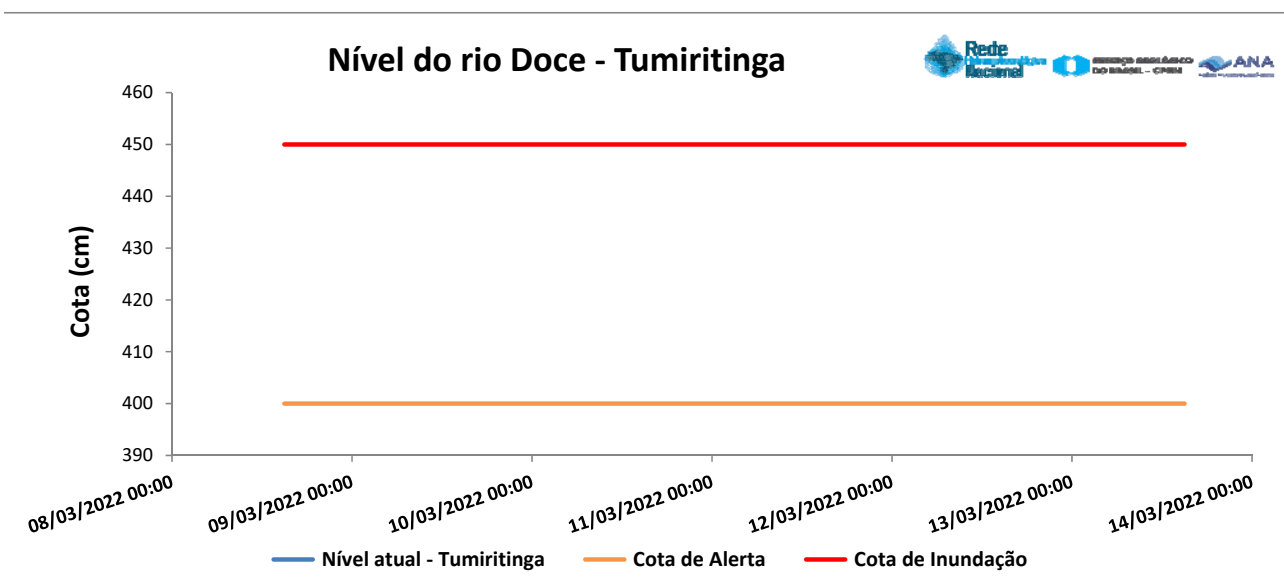 Nível do rio Doce - Tumiritinga
Rede
Nacional
DO BRASIL - CPRM
ANA
460
450
440
430
420
410
400
390
Cota (cm)
08/03/2022 00:00
09/03/2022 00:00
10/03/2022 00:00
11/03/2022 00:00
12/03/2022 00:00
13/03/2022 00:00
14/03/2022 00:00
Nível atual - Tumiritinga
Cota de Alerta
Cota de Inundação